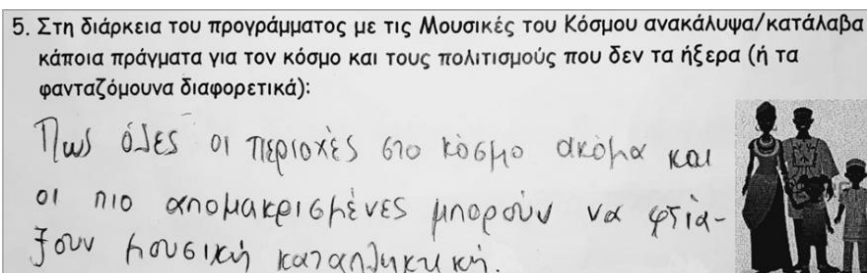 5. Στη διάρκεια του προγράμματος με τις Μουσικές του Κόσμου ανακάλυψα/κατάλαβα
κάποια πράγματα για τον κόσμο και τους πολιτισμούς που δεν τα ήξερα (ή τα
φανταζόμουνα διαφορετικά):
Πως όλες οι περιοχές στο κόσμο ακόμα και
οι πιο απομακρισμένες μπορούν να φτιά-
ξουν μουσική καταπληκτική.